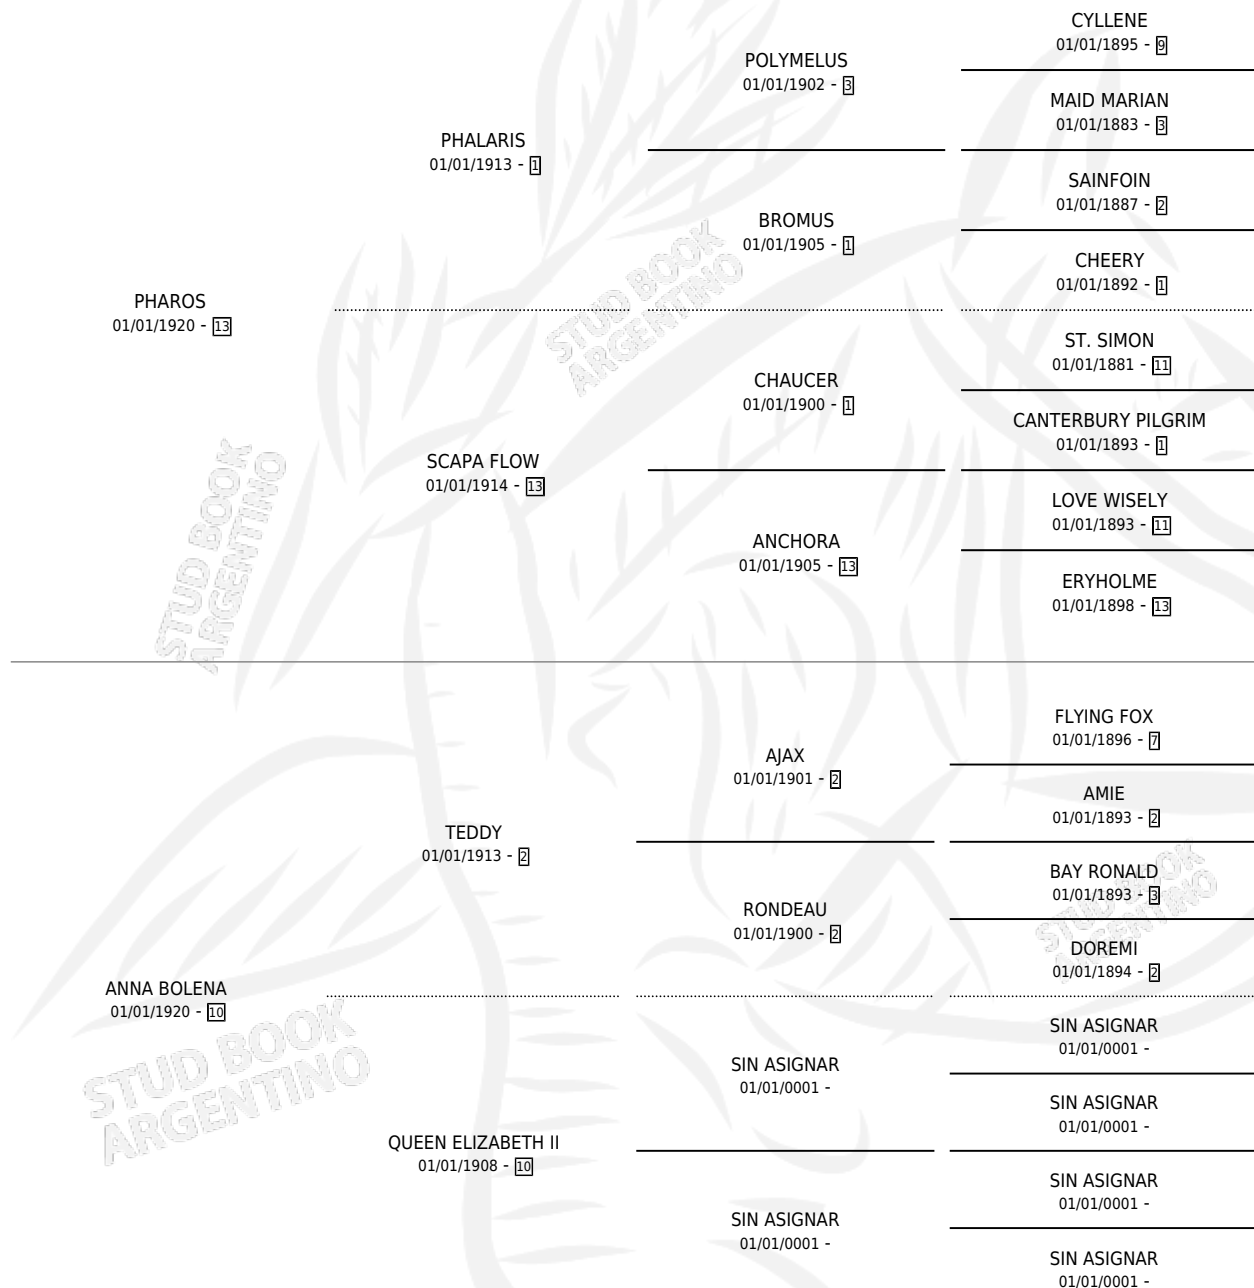 CYLLENE
01/01/1895 - 9
POLYMELUS
01/01/1902 - 3
MAID MARIAN
01/01/1883 - 3
PHALARIS
01/01/1913 - 1
SAINFOIN
01/01/1887 - 2
BROMUS
01/01/1905 - 1
CHEERY
01/01/1892 - 1
PHAROS
01/01/1920 - 13
ST. SIMON
01/01/1881 - 11
CHAUCER
01/01/1900 - 1
CANTERBURY PILGRIM
01/01/1893 - 1
SCAPA FLOW
01/01/1914 - 13
LOVE WISELY
01/01/1893 - 11
ANCHORA
01/01/1905 - 13
ERYHOLME
01/01/1898 - 13
FLYING FOX
01/01/1896 - 7
AJAX
01/01/1901 - 2
AMIE
01/01/1893 - 2
TEDDY
01/01/1913 - 2
BAY RONALD
01/01/1893 - 3
RONDEAU
01/01/1900 - 2
DOREMI
01/01/1894 - 2
ANNA BOLENA
01/01/1920 - 10
SIN ASIGNAR
01/01/0001 -
SIN ASIGNAR
01/01/0001 -
SIN ASIGNAR
01/01/0001 -
QUEEN ELIZABETH II
01/01/1908 - 10
SIN ASIGNAR
01/01/0001 -
SIN ASIGNAR
01/01/0001 -
SIN ASIGNAR
01/01/0001 -
STUD BOOK
ARGENTINO
STUD BOOK
ARGENTINO
STUD BOOK
ARGENTINO
STUD BOOK
ARGENTINO